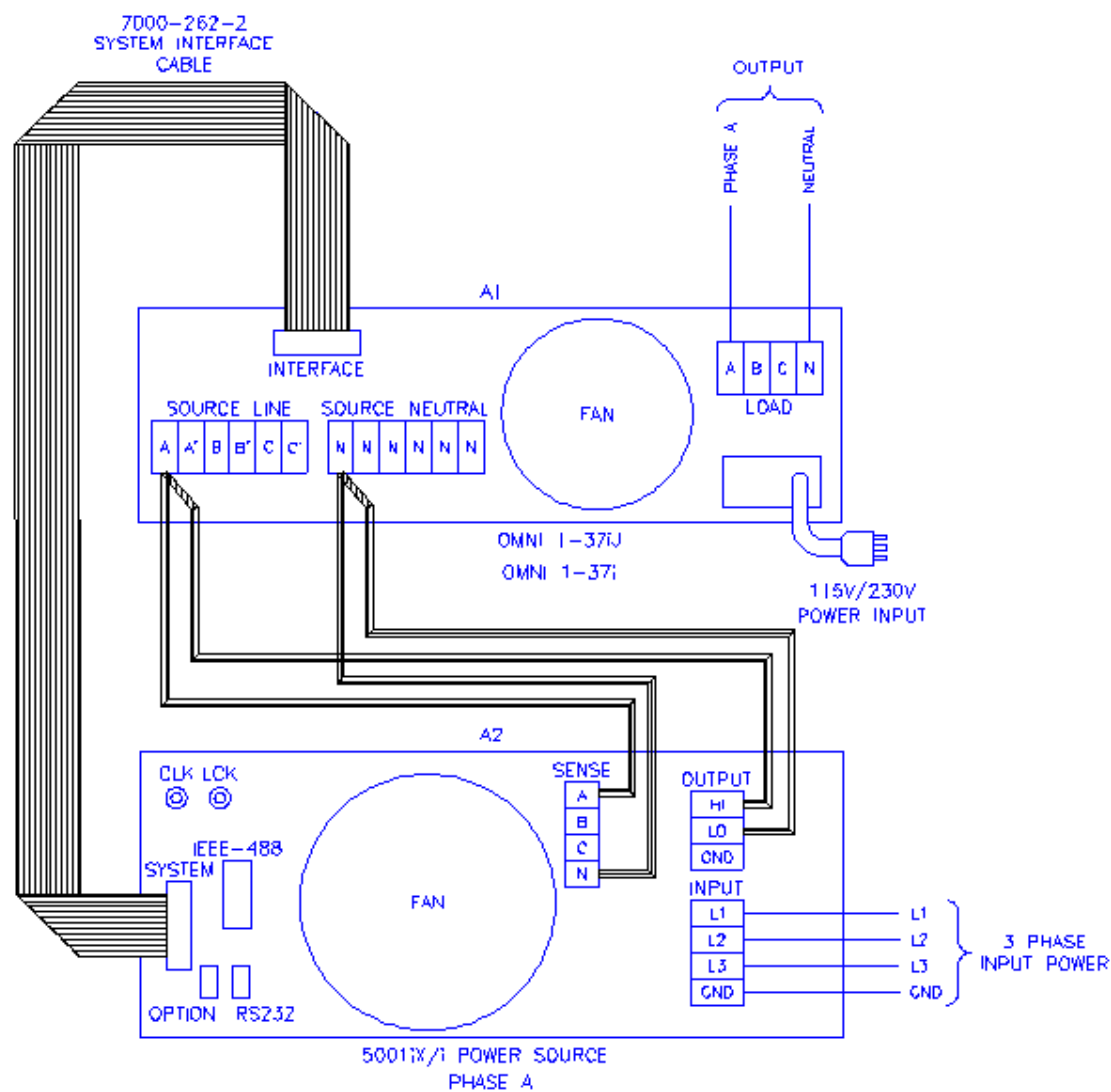 7000-262-2
SYSTEM INTERFACE
CABLE
OUTPUT
PHASE A
NEUTRAL
A1
INTERFACE
A B C N
LOAD
SOURCE LINE
SOURCE NEUTRAL
A A' B B' C C'
N N N N N N
FAN
OMNI 1-37iJ
OMNI 1-37i
115V/230V
POWER INPUT
A2
CLK LCK
SENSE
A
B
C
N
OUTPUT
HI
LO
GND
IEEE-488
SYSTEM
FAN
INPUT
L1
L2
L3
GND
L1
L2
L3
GND
3 PHASE
INPUT POWER
OPTION RS232
5001iX/i POWER SOURCE
PHASE A